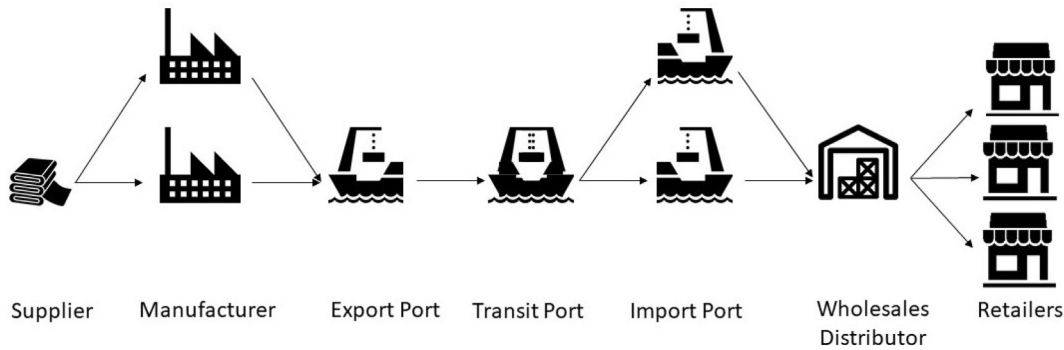 Supplier
Manufacturer
Export Port
Transit Port
Import Port
Wholesales
Distributor
Retailers